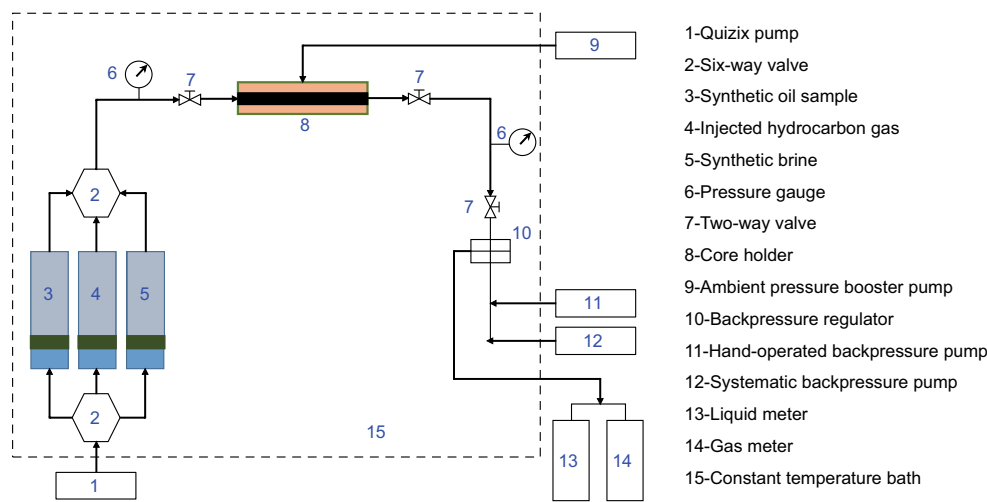 6
7
7
9
8
6
2
7
10
3
4
5
11
12
2
15
13
14
1
1-Quizix pump
2-Six-way valve
3-Synthetic oil sample
4-Injected hydrocarbon gas
5-Synthetic brine
6-Pressure gauge
7-Two-way valve
8-Core holder
9-Ambient pressure booster pump
10-Backpressure regulator
11-Hand-operated backpressure pump
12-Systematic backpressure pump
13-Liquid meter
14-Gas meter
15-Constant temperature bath